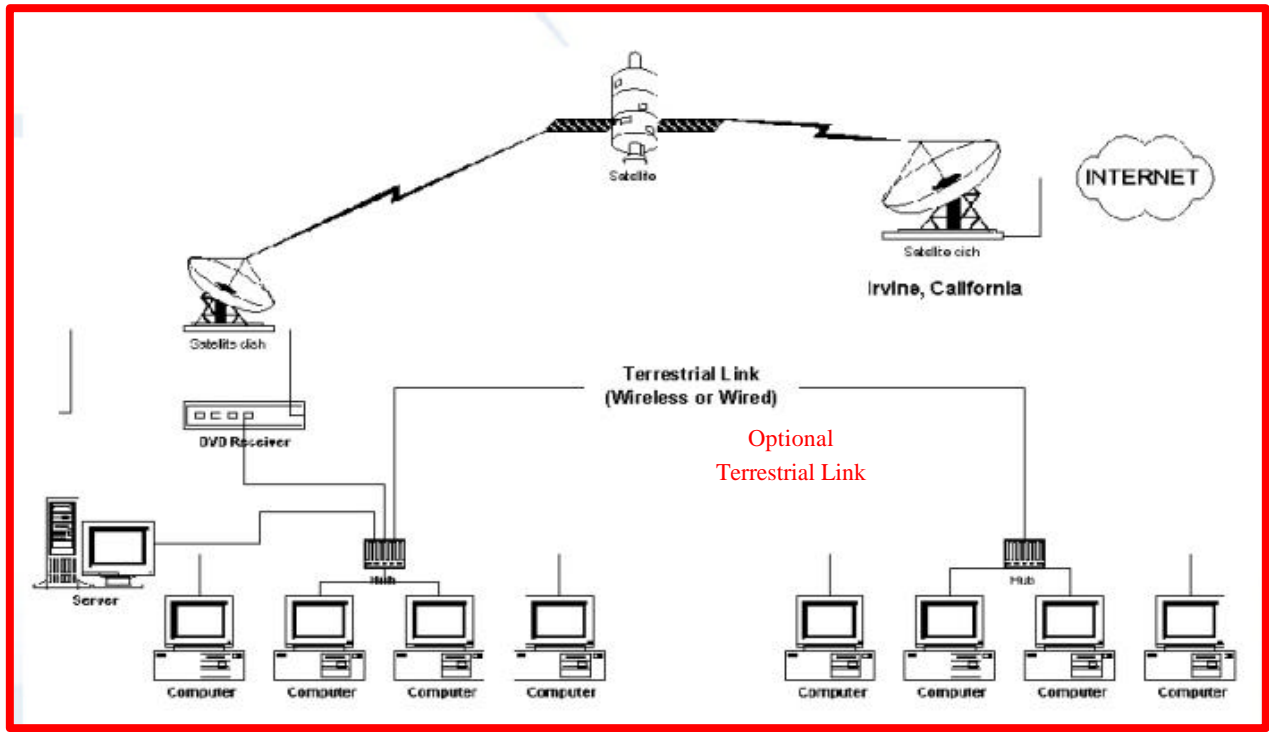 Satellite
INTERNET
Satellite dish
Irvine, California
Satellite dish
Terrestrial Link
(Wireless or Wired)
Optional
Terrestrial Link
Receiver
Hub
Hub
Server
Computer
Computer
Computer
Computer
Computer
Computer
Computer
Computer